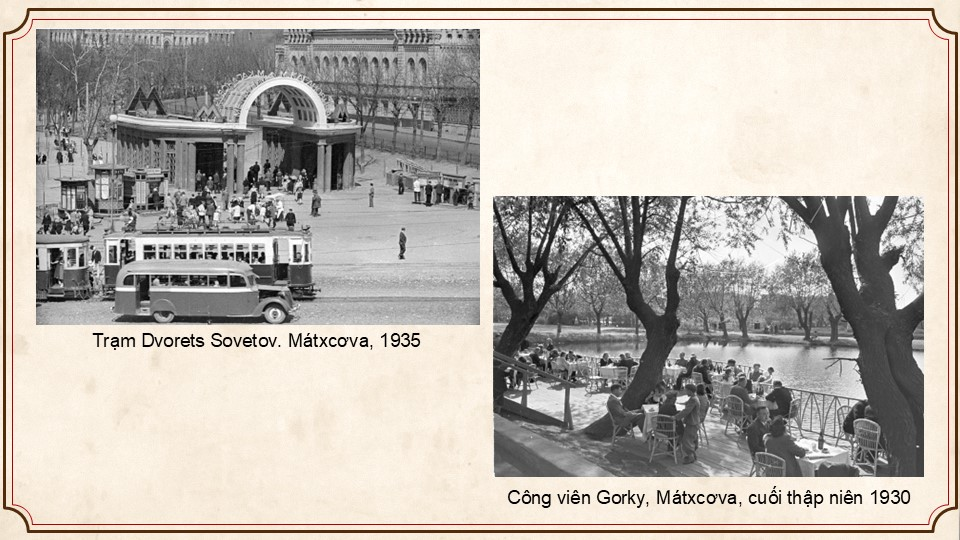 Trạm Dvorets Sovetov. Mátxcơva, 1935
Công viên Gorky, Mátxcơva, cuối thập niên 1930